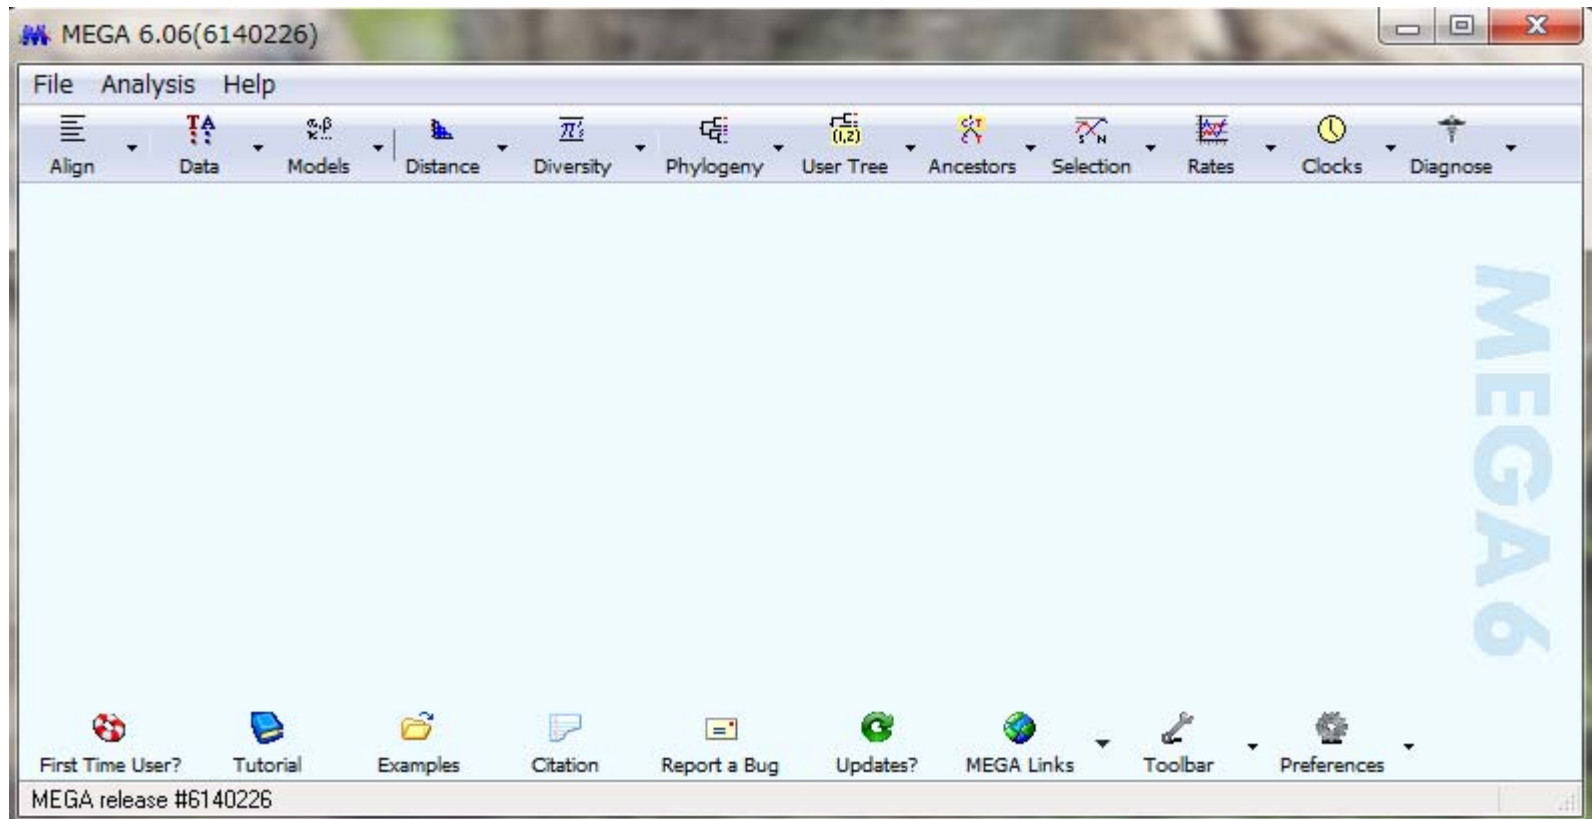 MEGA 6.06(6140226)
File Analysis Help
Align Data Models Distance Diversity Phylogeny User Tree Ancestors Selection Rates Clocks Diagnose
MEGA 6
First Time User? Tutorial Examples Citation Report a Bug Updates? MEGA Links Toolbar Preferences
MEGA release #6140226